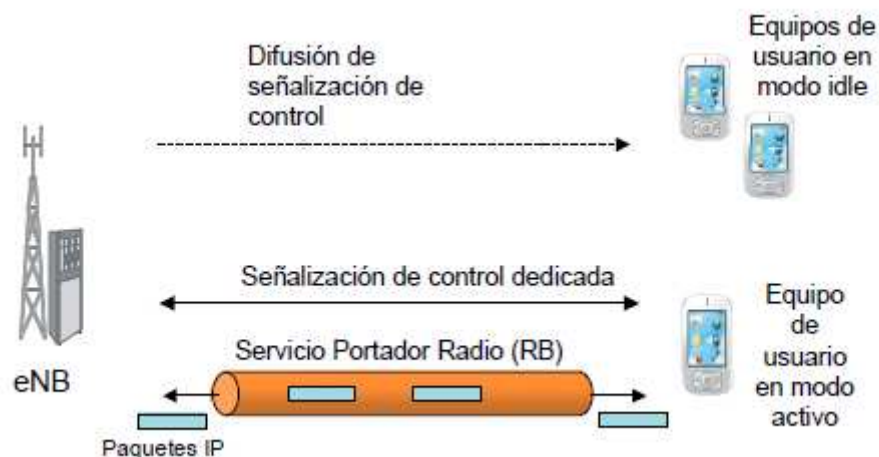 Difusión de
señalización de
control
Equipos de
usuario en
modo idle
Señalización de control dedicada
Servicio Portador Radio (RB)
Equipo
de
usuario
en modo
activo
eNB
Paquetes IP